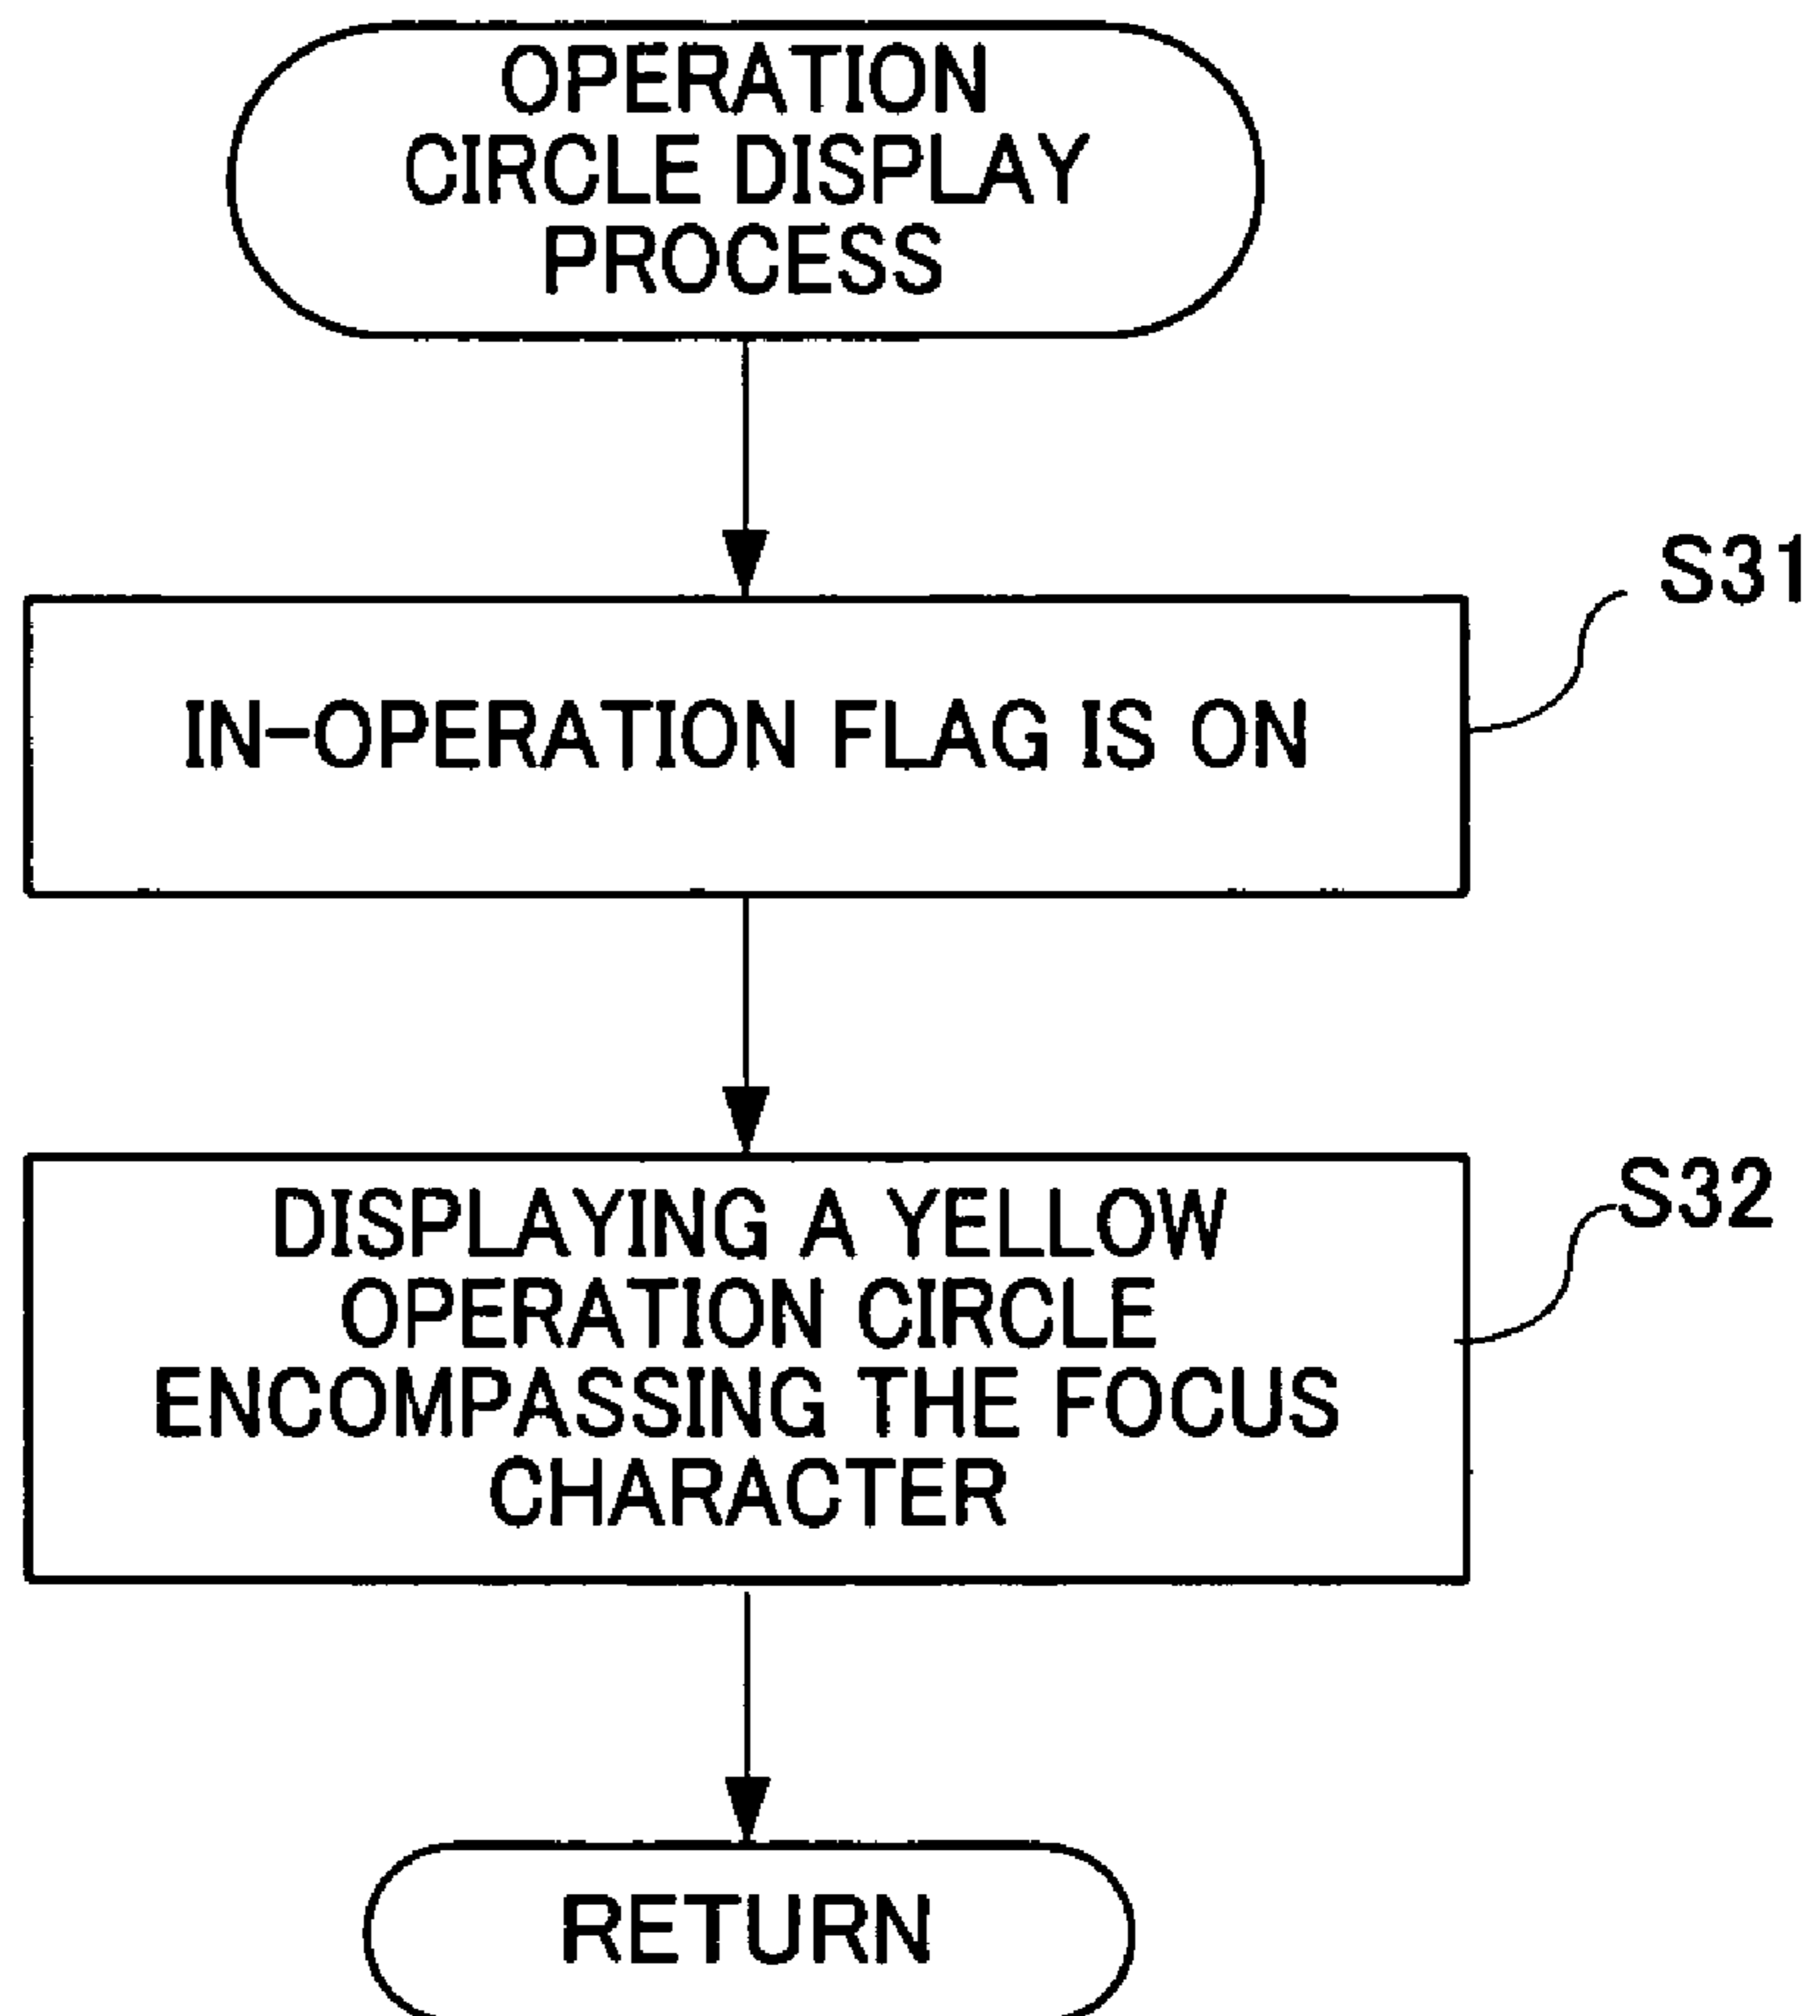 OPERATION
CIRCLE DISPLAY
PROCESS
S31
IN-OPERATION FLAG IS ON
S32
DISPLAYING A YELLOW
OPERATION CIRCLE
ENCOMPASSING THE FOCUS
CHARACTER
RETURN